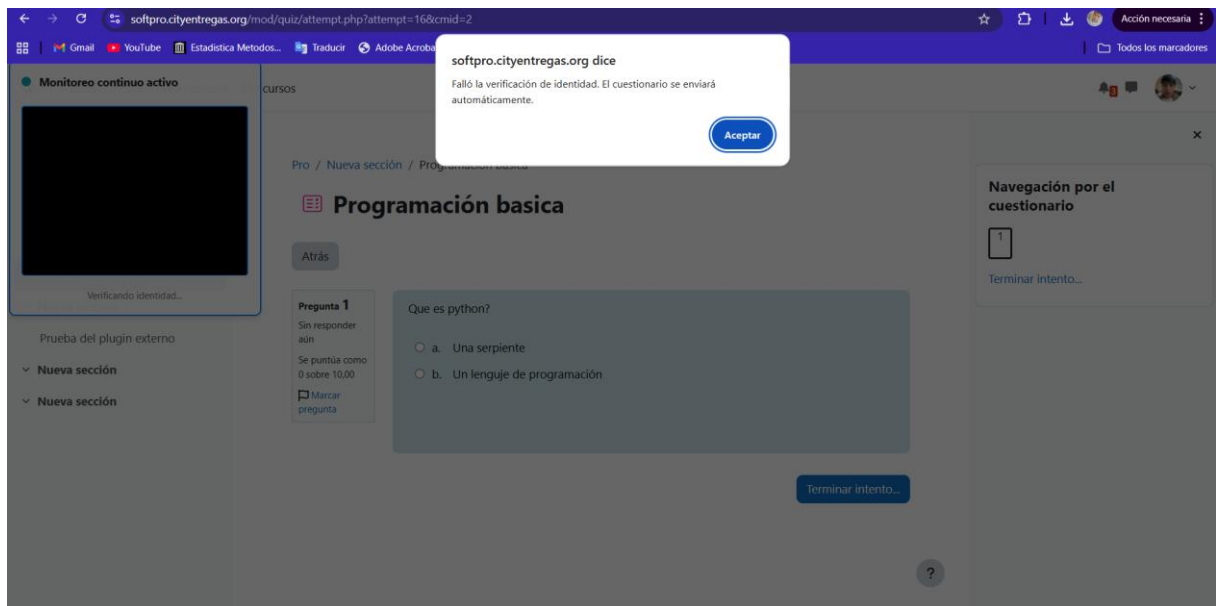 softpro.cityentregas.org/mod/quiz/attempt.php?attempt=16&cmid=2
Acción necesaria
Gmail
YouTube
Estadistica Metodos...
Traducir
Adobe Acroba
Todos los marcadores
softpro.cityentregas.org dice
Falló la verificación de identidad. El cuestionario se enviará
automáticamente.
Aceptar
Monitoreo continuo activo
cursos
Verificando identidad...
Prueba del plugin externo
Nueva sección
Nueva sección
Pro / Nueva sección / Programación basica
Programación basica
Atrás
Pregunta 1
Sin responder
aún
Se puntúa como
0 sobre 10,00
Marcar
pregunta
Que es python?
a. Una serpiente
b. Un lenguje de programación
Terminar intento...
Navegación por el
cuestionario
1
Terminar intento...
?